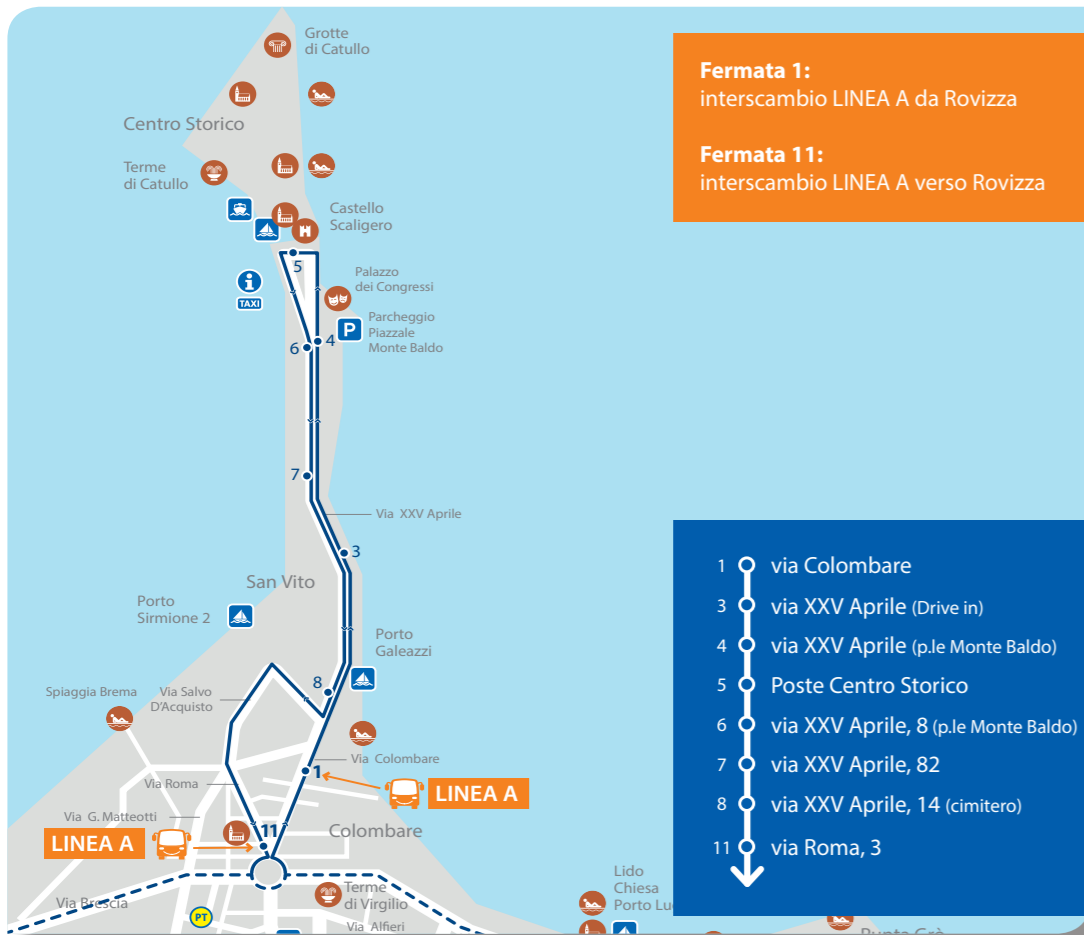 Grotte
di Catullo
Centro Storico
Terme
di Catullo
Castello
Scaligero
5
i
TAXI
Palazzo
dei Congressi
P
Parcheggio
Piazzale
Monte Baldo
6
4
7
Via XXV Aprile
3
San Vito
Porto
Sirmione 2
Porto
Galeazzi
8
Spiaggia Brema
Via Salvo
D'Acquisto
Via Colombare
1
LINEA A
Via Roma
Via G. Matteotti
11
LINEA A
Colombare
Via Brescia
Terme
di Virgilio
PT
Via Alfieri
Lido
Chiesa
Porto
Punta Grò
Fermata 1:
interscambio LINEA A da Rovizza
Fermata 11:
interscambio LINEA A verso Rovizza
1 via Colombare
3 via XXV Aprile (Drive in)
4 via XXV Aprile (p.le Monte Baldo)
5 Poste Centro Storico
6 via XXV Aprile, 8 (p.le Monte Baldo)
7 via XXV Aprile, 82
8 via XXV Aprile, 14 (cimitero)
11 via Roma, 3